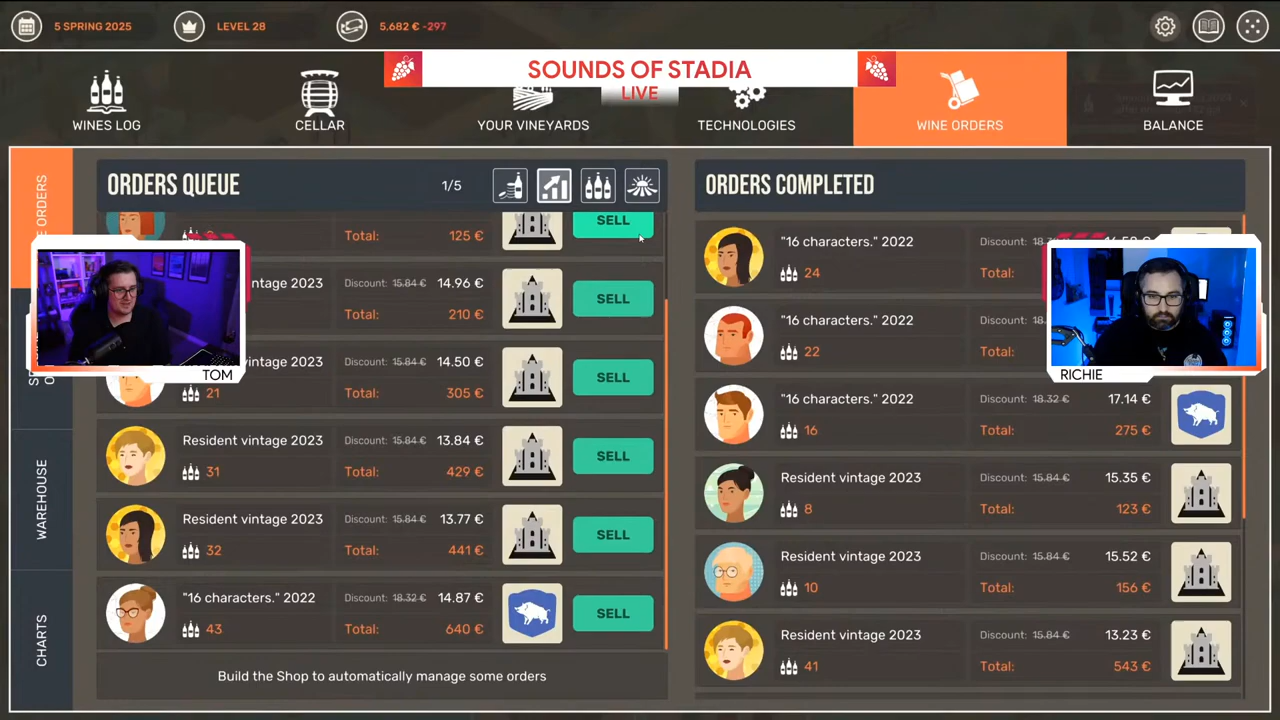 5 SPRING 2025
LEVEL 28
5,682 € -297
SOUNDS OF STADIA
LIVE
WINES LOG
CELLAR
YOUR VINEYARDS
TECHNOLOGIES
WINE ORDERS
BALANCE
ORDERS QUEUE
1/5
ORDERS COMPLETED
ORDERS
WAREHOUSE
CHARTS
Total: 125 €
SELL
ntage 2023
Discount: 15.84 € 14.96 €
Total: 210 €
SELL
vintage 2023
Discount: 15.84 € 14.50 €
21
Total: 305 €
SELL
Resident vintage 2023
Discount: 15.84 € 13.84 €
31
Total: 429 €
SELL
Resident vintage 2023
Discount: 15.84 € 13.77 €
32
Total: 441 €
SELL
"16 characters." 2022
Discount: 18.32 € 14.87 €
43
Total: 640 €
SELL
Build the Shop to automatically manage some orders
"16 characters." 2022
Discount:
24
Total:
"16 characters." 2022
Discount:
22
Total:
"16 characters." 2022
Discount: 18.32 € 17.14 €
16
Total: 275 €
Resident vintage 2023
Discount: 15.84 € 15.35 €
8
Total: 123 €
Resident vintage 2023
Discount: 15.84 € 15.52 €
10
Total: 156 €
Resident vintage 2023
Discount: 15.84 € 13.23 €
41
Total: 543 €
TOM
RICHIE